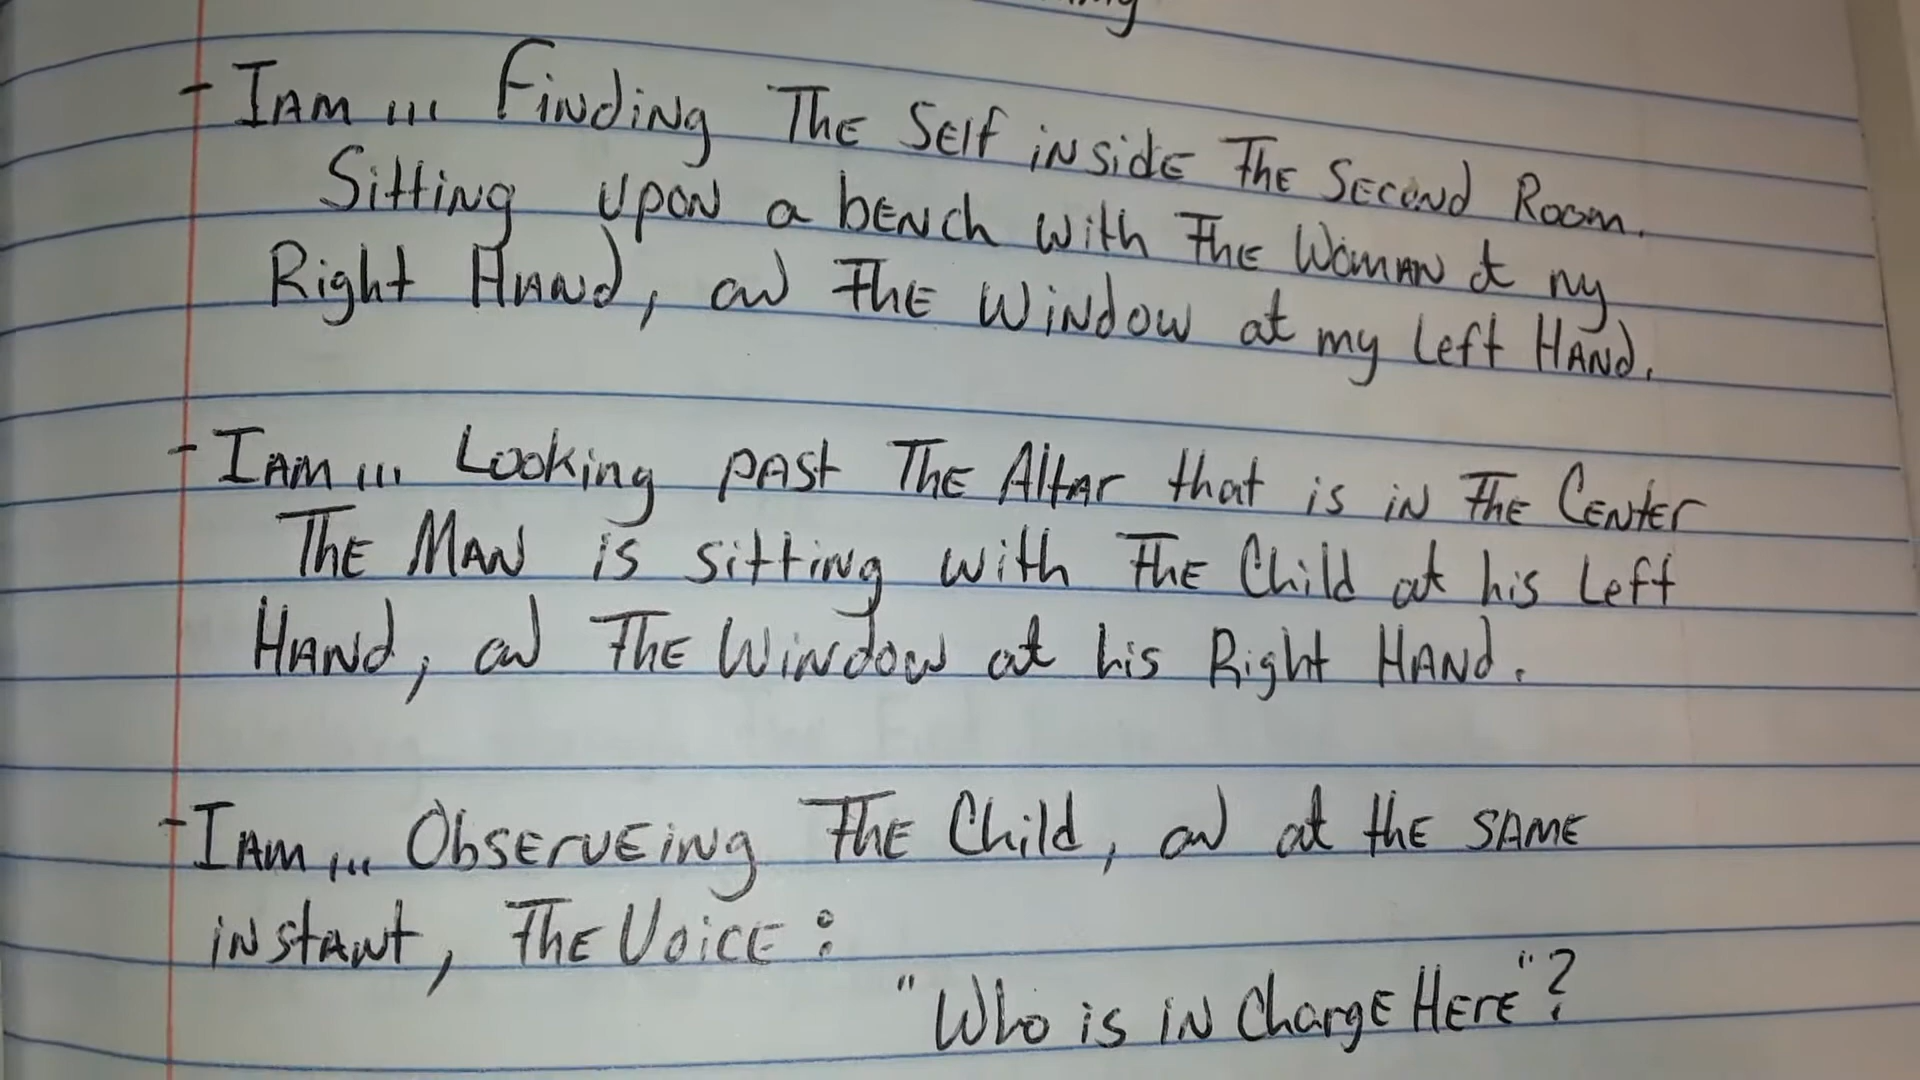 - I AM ... Finding The Self inside The Second Room.
Sitting upon a bench with The Woman at my
Right Hand, and The Window at my Left Hand.
- I AM ... Looking past The Altar that is in The Center
The Man is sitting with The Child at his Left
Hand, and The Window at his Right Hand.
- I AM ... Observeing The Child, and at the same
instant, The Voice :
"Who is in Charge Here"?